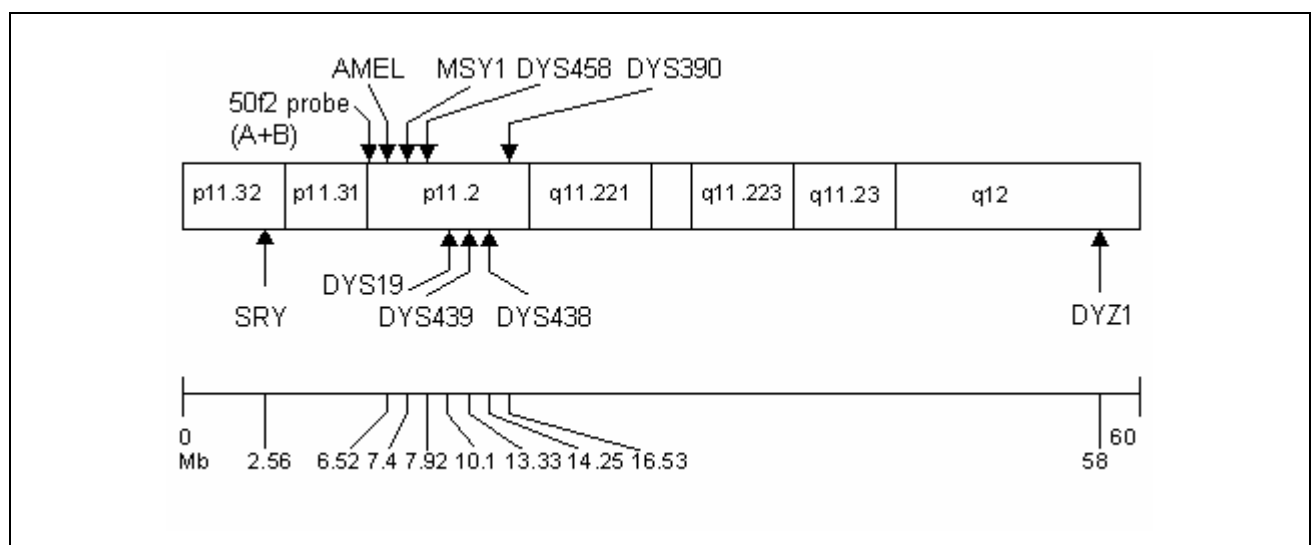 AMEL MSY1 DYS458 DYS390
50f2 probe
(A+B)
p11.32 p11.31 p11.2 q11.221 q11.223 q11.23 q12
DYS19
SRY DYS439 DYS438 DYZ1
0 60
Mb 2.56 6.52 7.4 7.92 10.1 13.33 14.25 16.53 58